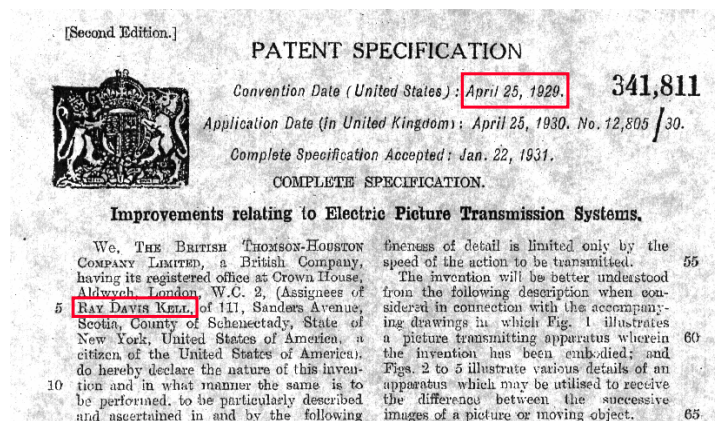 [Second Edition.]
PATENT SPECIFICATION
Convention Date (United States): April 25, 1929.
341,811
Application Date (in United Kingdom): April 25, 1930. No. 12,805 / 30.
Complete Specification Accepted: Jan. 22, 1931.
COMPLETE SPECIFICATION.
Improvements relating to Electric Picture Transmission Systems.
We, THE BRITISH THOMSON-HOUSTON
COMPANY LIMITED, a British Company,
having its registered office at Crown House,
Aldwych, London, W.C. 2, (Assignees of
5 RAY DAVIS KELL, of 111, Sanders Avenue,
Scotia, County of Schenectady, State of
New York, United States of America, a
citizen of the United States of America),
do hereby declare the nature of this inven-
10 tion and in what manner the same is to
be performed, to be particularly described
and ascertained in and by the following
fineness of detail is limited only by the
speed of the action to be transmitted. 55
The invention will be better understood
from the following description when con-
sidered in connection with the accompany-
ing drawings in which Fig. 1 illustrates
a picture transmitting apparatus wherein 60
the invention has been embodied; and
Figs. 2 to 5 illustrate various details of an
apparatus which may be utilised to receive
the difference between the successive
images of a picture or moving object. 65